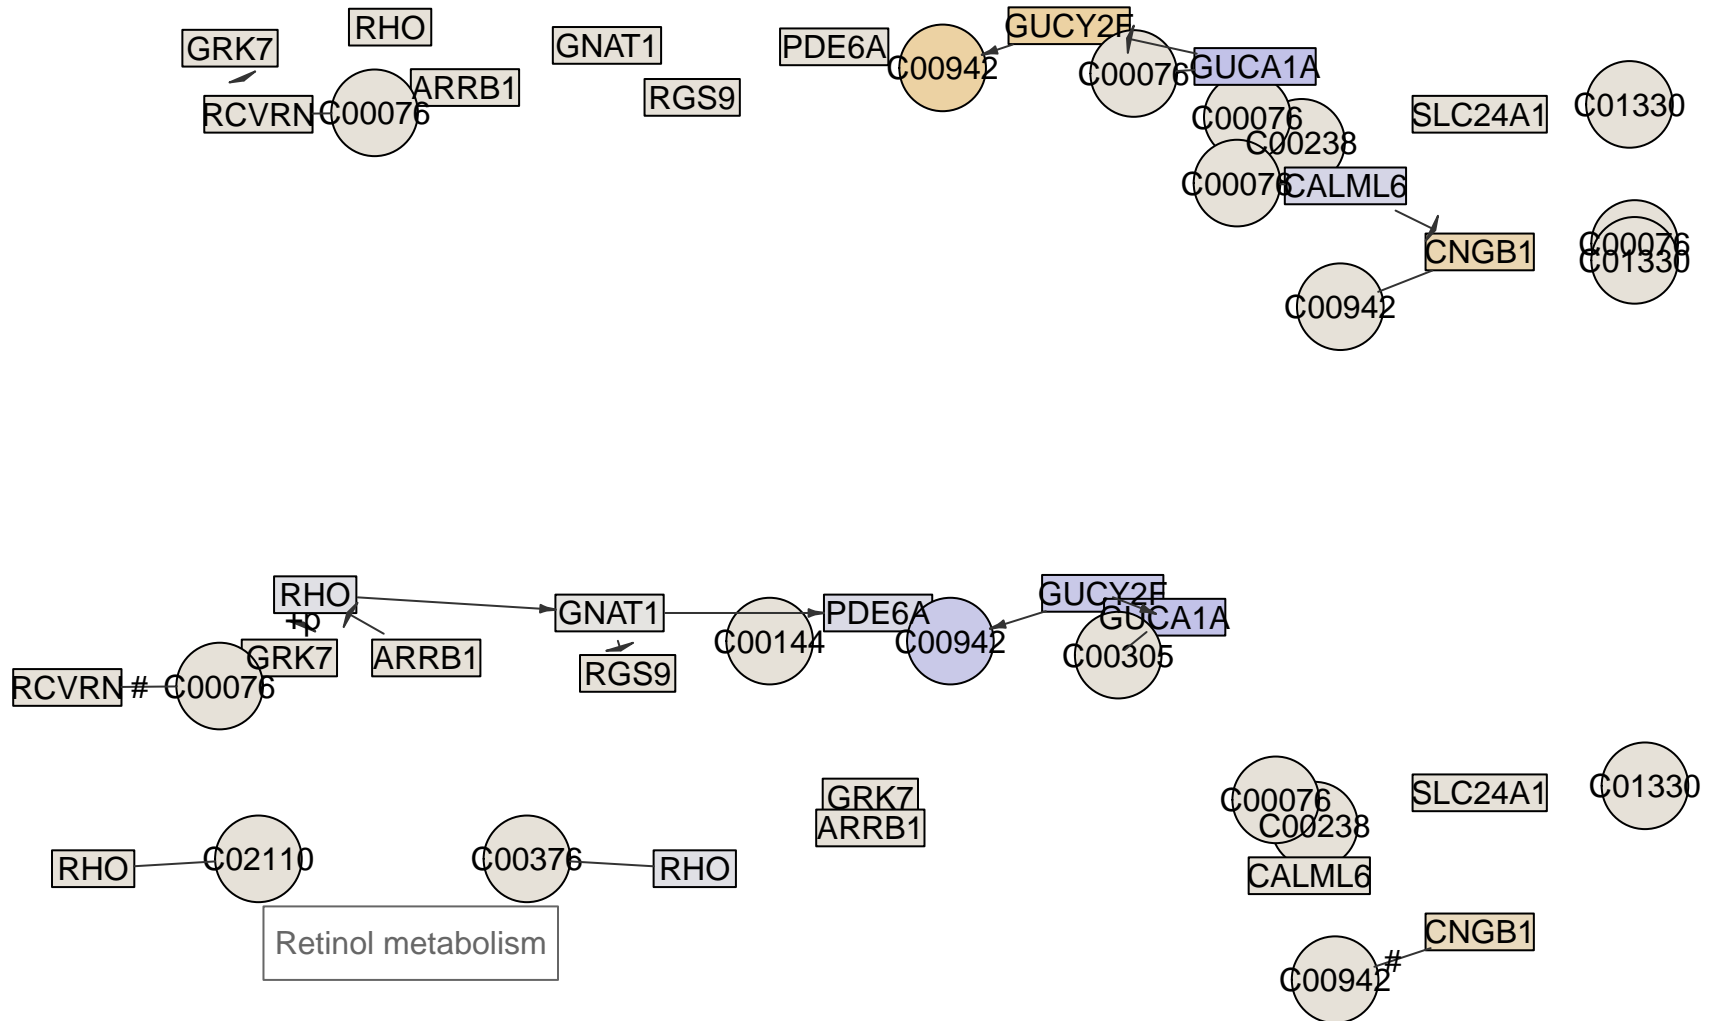 RHO
GRK7
GNAT1
PDE6A
C00942
GUCY2F
C00076
GUCA1A
ARRB1
RGS9
RCVRN
C00076
C00076
C00238
SLC24A1
C01330
C00076
CALML6
CNGB1
C00076
C01330
C00942
RHO
+p
GNAT1
C00144
PDE6A
C00942
GUCY2F
GUCA1A
C00305
GRK7
ARRB1
RGS9
RCVRN
#
C00076
GRK7
ARRB1
C00076
C00238
SLC24A1
C01330
RHO
C02110
C00376
RHO
CALML6
Retinol metabolism
CNGB1
#
C00942